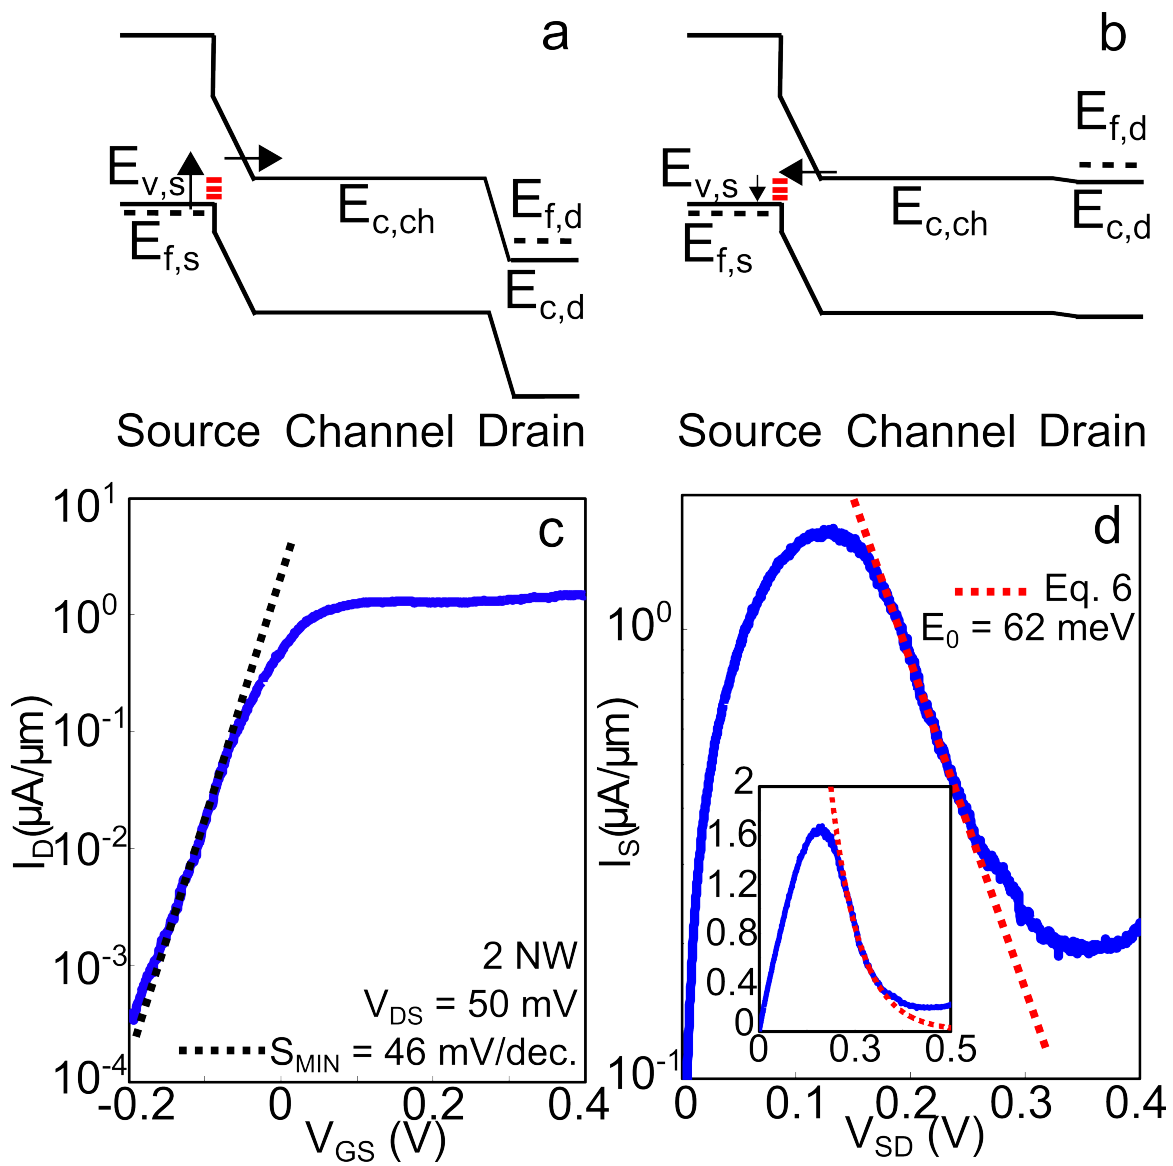 a
E_v,s
E_f,s
E_c,ch
E_f,d
E_c,d
Source Channel Drain
b
E_f,d
E_v,s
E_f,s
E_c,ch
E_c,d
Source Channel Drain
c
10^1
10^0
10^-1
10^-2
10^-3
10^-4
I_D(µA/µm)
2 NW
V_DS = 50 mV
S_MIN = 46 mV/dec.
-0.2 0 0.2 0.4
V_GS (V)
d
Eq. 6
E_0 = 62 meV
10^0
10^-1
I_S(µA/µm)
2
1.6
1.2
0.8
0.4
0
0 0.3 0.5
0 0.1 0.2 0.3 0.4
V_SD (V)